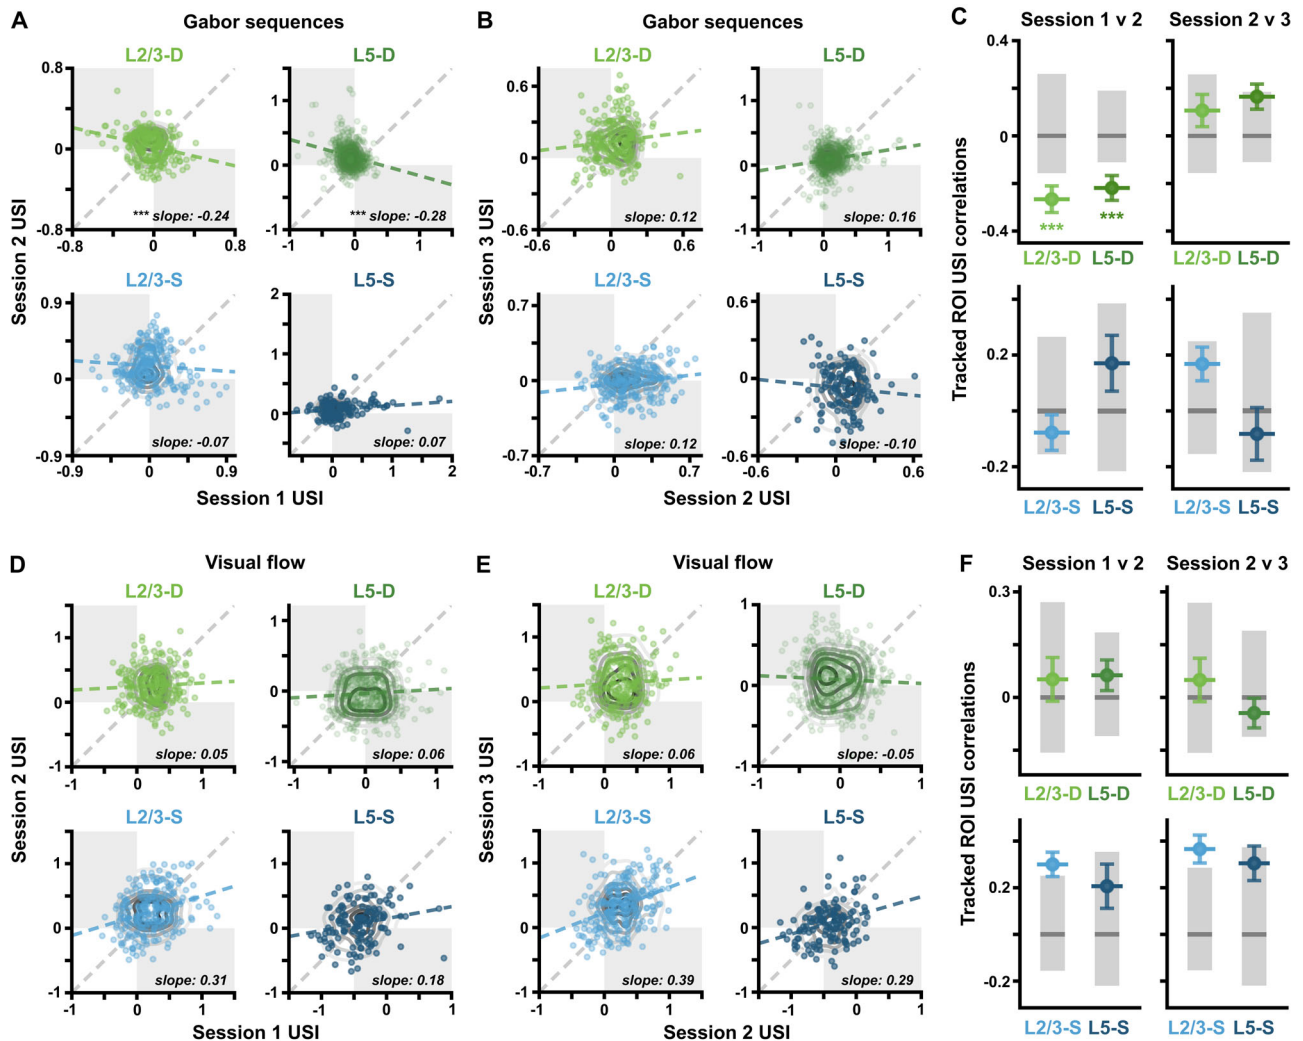 A Gabor sequences
L2/3-D L5-D
0.8
0
-0.8
-0.8 0 0.8
*** slope: -0.24
1
0
-1
-1 0 1
*** slope: -0.28
L2/3-S L5-S
0.9
0
-0.9
-0.9 0 0.9
slope: -0.07
2
1
0
0 1 2
slope: 0.07
Session 2 USI
Session 1 USI
B Gabor sequences
L2/3-D L5-D
0.6
0
-0.6
-0.6 0 0.6
slope: 0.12
1
0
-1
-1 0 1
slope: 0.16
L2/3-S L5-S
0.7
0
-0.7
-0.7 0 0.7
slope: 0.12
0.6
0
-0.6
-0.6 0 0.6
slope: -0.10
Session 3 USI
Session 2 USI
C Session 1 v 2 Session 2 v 3
0.4
0
-0.4
*** ***
L2/3-D L5-D L2/3-D L5-D
0.2
0
-0.2
L2/3-S L5-S L2/3-S L5-S
Tracked ROI USI correlations
D Visual flow
L2/3-D L5-D
1
0
-1
-1 0 1
slope: 0.05
1
0
-1
-1 0 1
slope: 0.06
L2/3-S L5-S
1
0
-1
-1 0 1
slope: 0.31
1
0
-1
-1 0 1
slope: 0.18
Session 2 USI
Session 1 USI
E Visual flow
L2/3-D L5-D
1
0
-1
-1 0 1
slope: 0.06
1
0
-1
-1 0 1
slope: -0.05
L2/3-S L5-S
1
0
-1
-1 0 1
slope: 0.39
1
0
-1
-1 0 1
slope: 0.29
Session 3 USI
Session 2 USI
F Session 1 v 2 Session 2 v 3
0.3
0
L2/3-D L5-D L2/3-D L5-D
0.2
-0.2
L2/3-S L5-S L2/3-S L5-S
Tracked ROI USI correlations